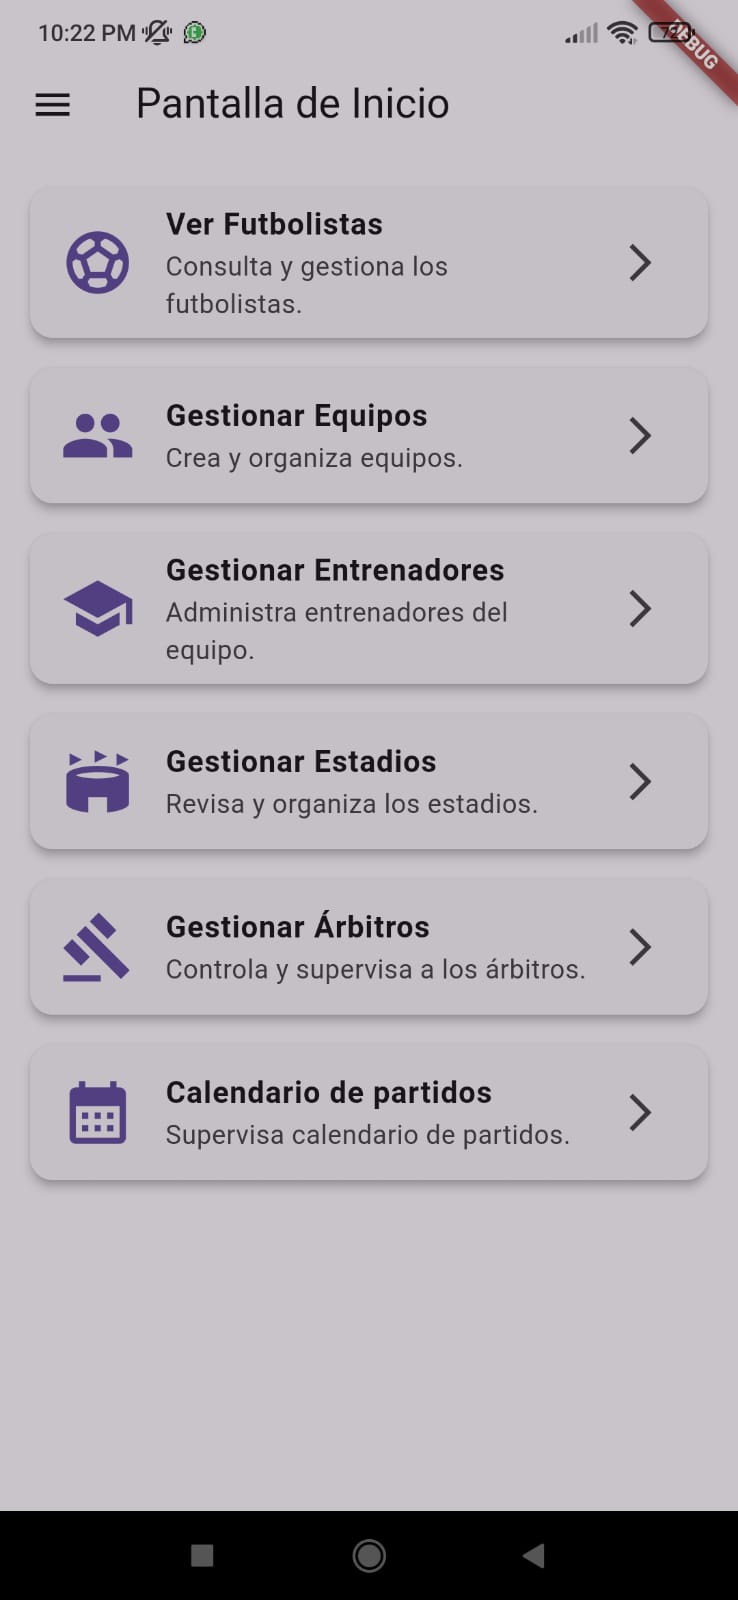 10:22 PM
72
DEBUG
Pantalla de Inicio
Ver Futbolistas
Consulta y gestiona los
futbolistas.
Gestionar Equipos
Crea y organiza equipos.
Gestionar Entrenadores
Administra entrenadores del
equipo.
Gestionar Estadios
Revisa y organiza los estadios.
Gestionar Árbitros
Controla y supervisa a los árbitros.
Calendario de partidos
Supervisa calendario de partidos.